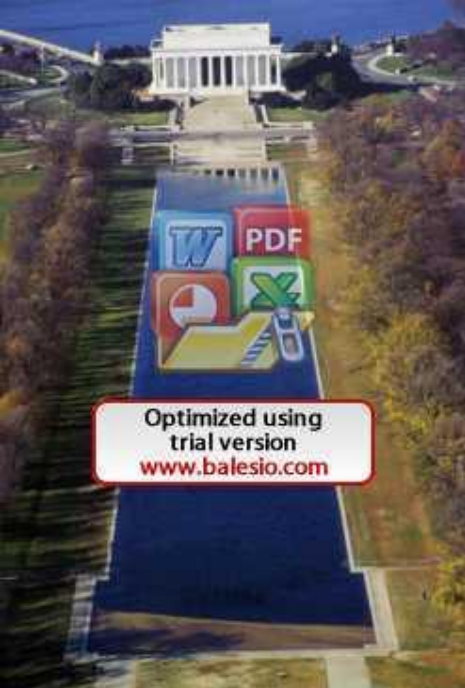 W
PDF
X
Optimized using
trial version
www.balesio.com